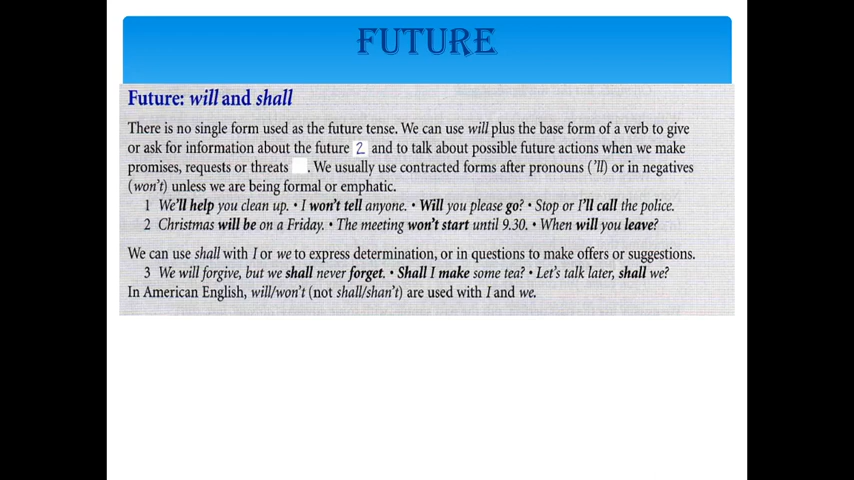 FUTURE
Future: will and shall
There is no single form used as the future tense. We can use will plus the base form of a verb to give
or ask for information about the future 2 and to talk about possible future actions when we make
promises, requests or threats . We usually use contracted forms after pronouns ('ll) or in negatives
(won't) unless we are being formal or emphatic.
1 We'll help you clean up. • I won't tell anyone. • Will you please go? • Stop or I'll call the police.
2 Christmas will be on a Friday. • The meeting won't start until 9.30. • When will you leave?
We can use shall with I or we to express determination, or in questions to make offers or suggestions.
3 We will forgive, but we shall never forget. • Shall I make some tea? • Let's talk later, shall we?
In American English, will/won't (not shall/shan't) are used with I and we.